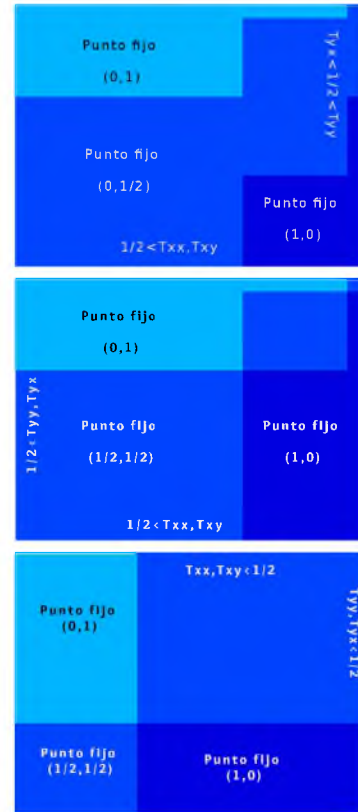 Punto fijo
(0,1)
Tyx<1/2<Tyy
Punto fijo
(0,1/2)
Punto fijo
(1,0)
1/2<Txx,Txy
Punto fijo
(0,1)
1/2<Tyy,Tyx
Punto fijo
(1/2,1/2)
Punto fijo
(1,0)
1/2<Txx,Txy
Txx,Txy<1/2
Punto fijo
(0,1)
Tyy,Tyx<1/2
Punto fijo
(1/2,1/2)
Punto fijo
(1,0)